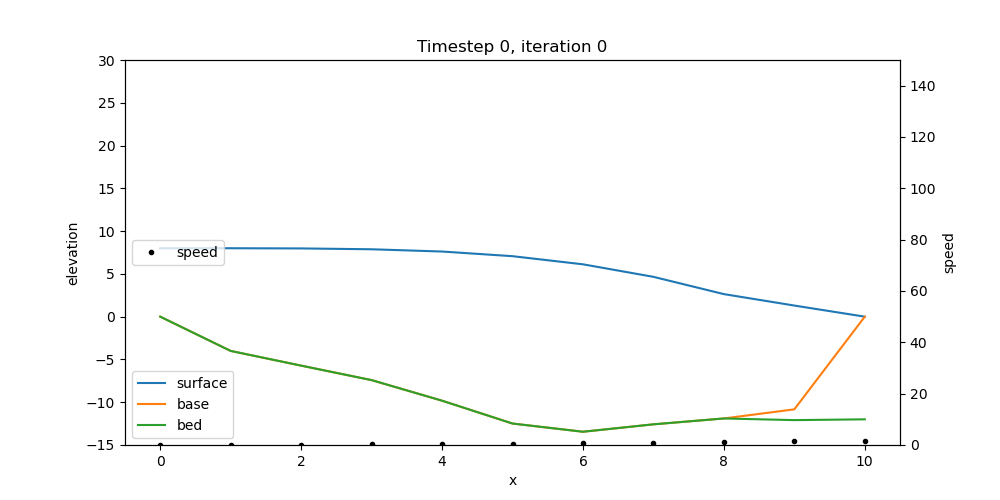 Timestep 0, iteration 0
30
25
20
15
10
5
0
−5
−10
−15
elevation
140
120
100
80
60
40
20
0
speed
speed
surface
base
bed
0 2 4 6 8 10
x